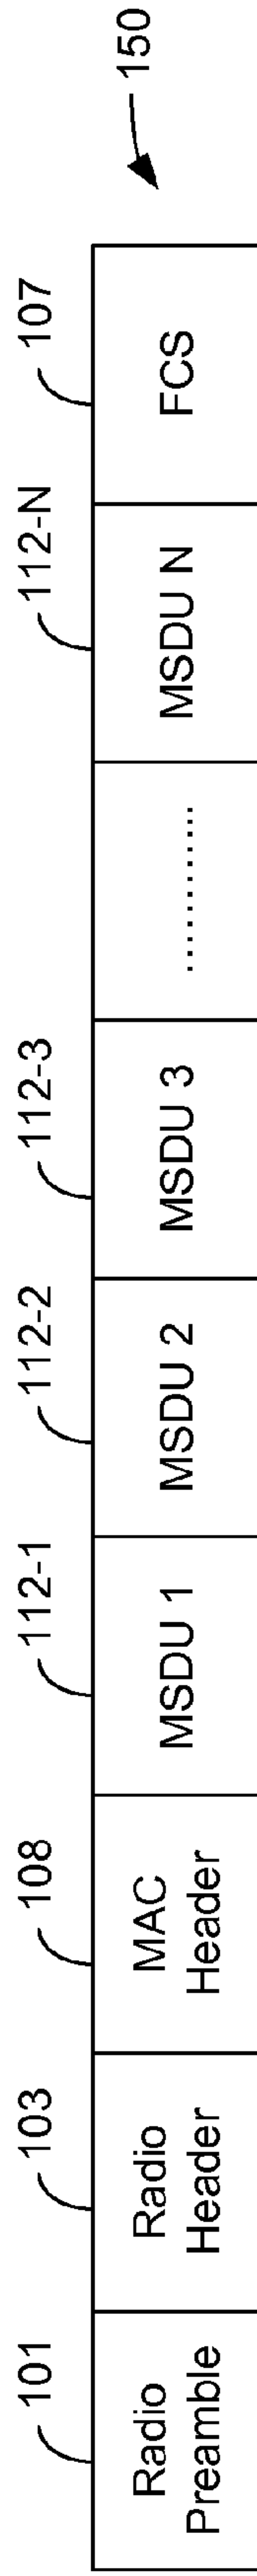 101
103
108
112-1
112-2
112-3
112-N
107
150
Radio
Preamble
Radio
Header
MAC
Header
MSDU 1
MSDU 2
MSDU 3
............
MSDU N
FCS